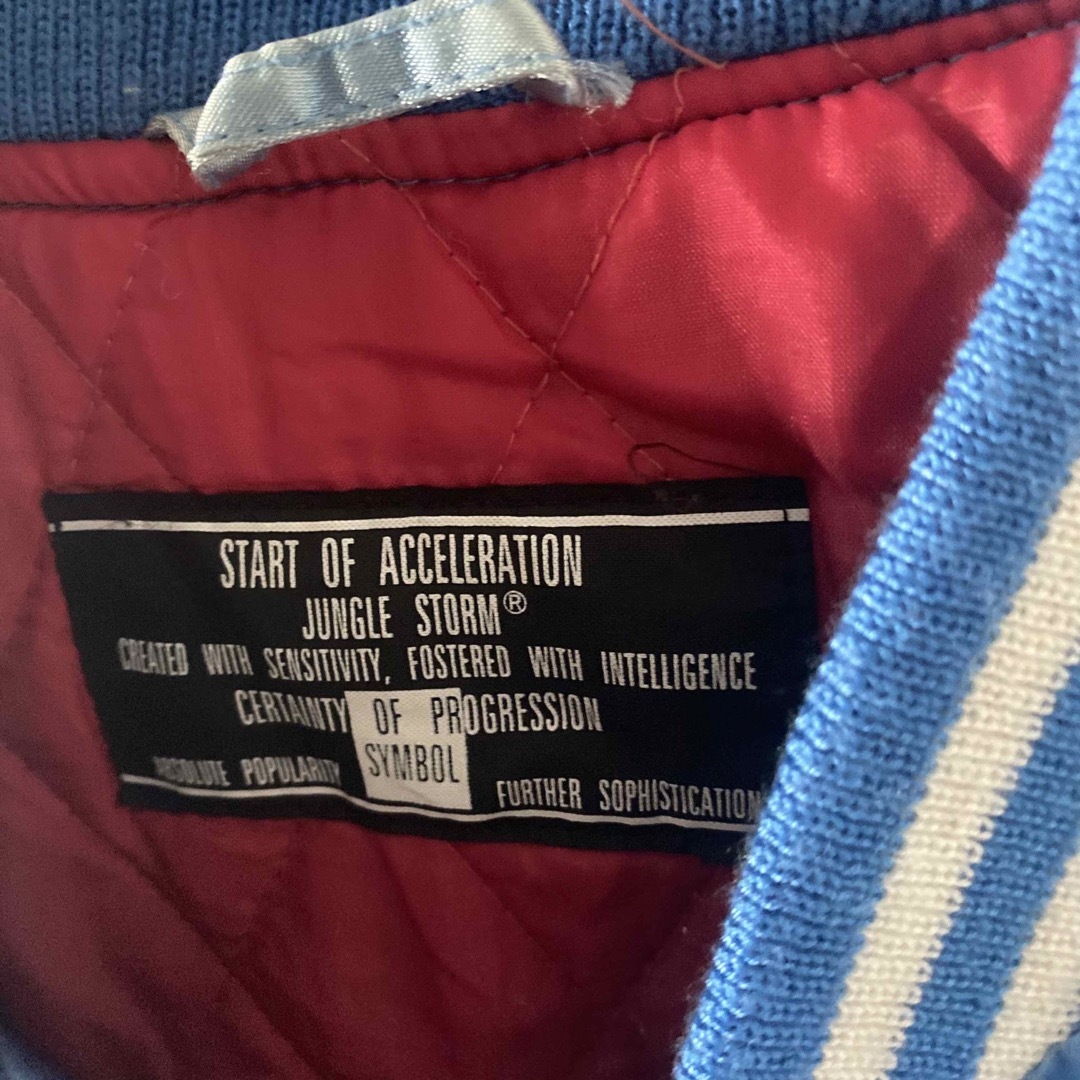 START OF ACCELERATION
JUNGLE STORM®
CREATED WITH SENSITIVITY, FOSTERED WITH INTELLIGENCE
CERTAINTY OF PROGRESSION
SYMBOL
ABSOLUTE POPULARITY
FURTHER SOPHISTICATION